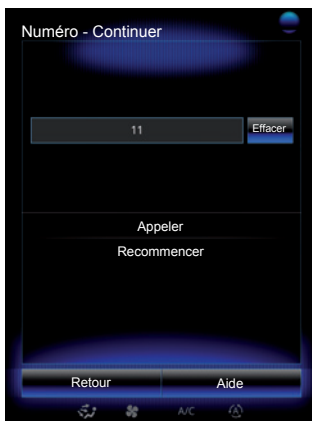 Numéro - Continuer
11
Effacer
Appeler
Recommencer
Retour
Aide
A/C
A